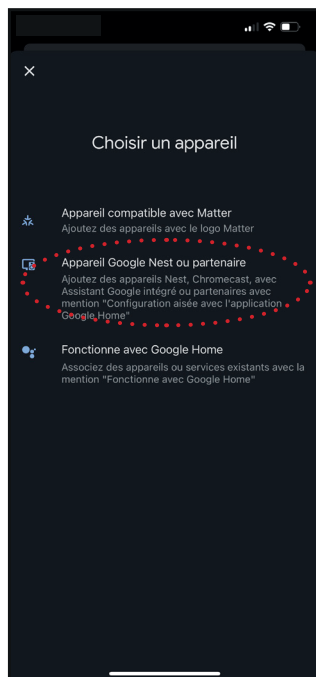 Choisir un appareil
Appareil compatible avec Matter
Ajoutez des appareils avec le logo Matter
Appareil Google Nest ou partenaire
Ajoutez des appareils Nest, Chromecast, avec
Assistant Google intégré ou partenaires avec
mention "Configuration aisée avec l'application
Google Home"
Fonctionne avec Google Home
Associez des appareils ou services existants avec la
mention "Fonctionne avec Google Home"